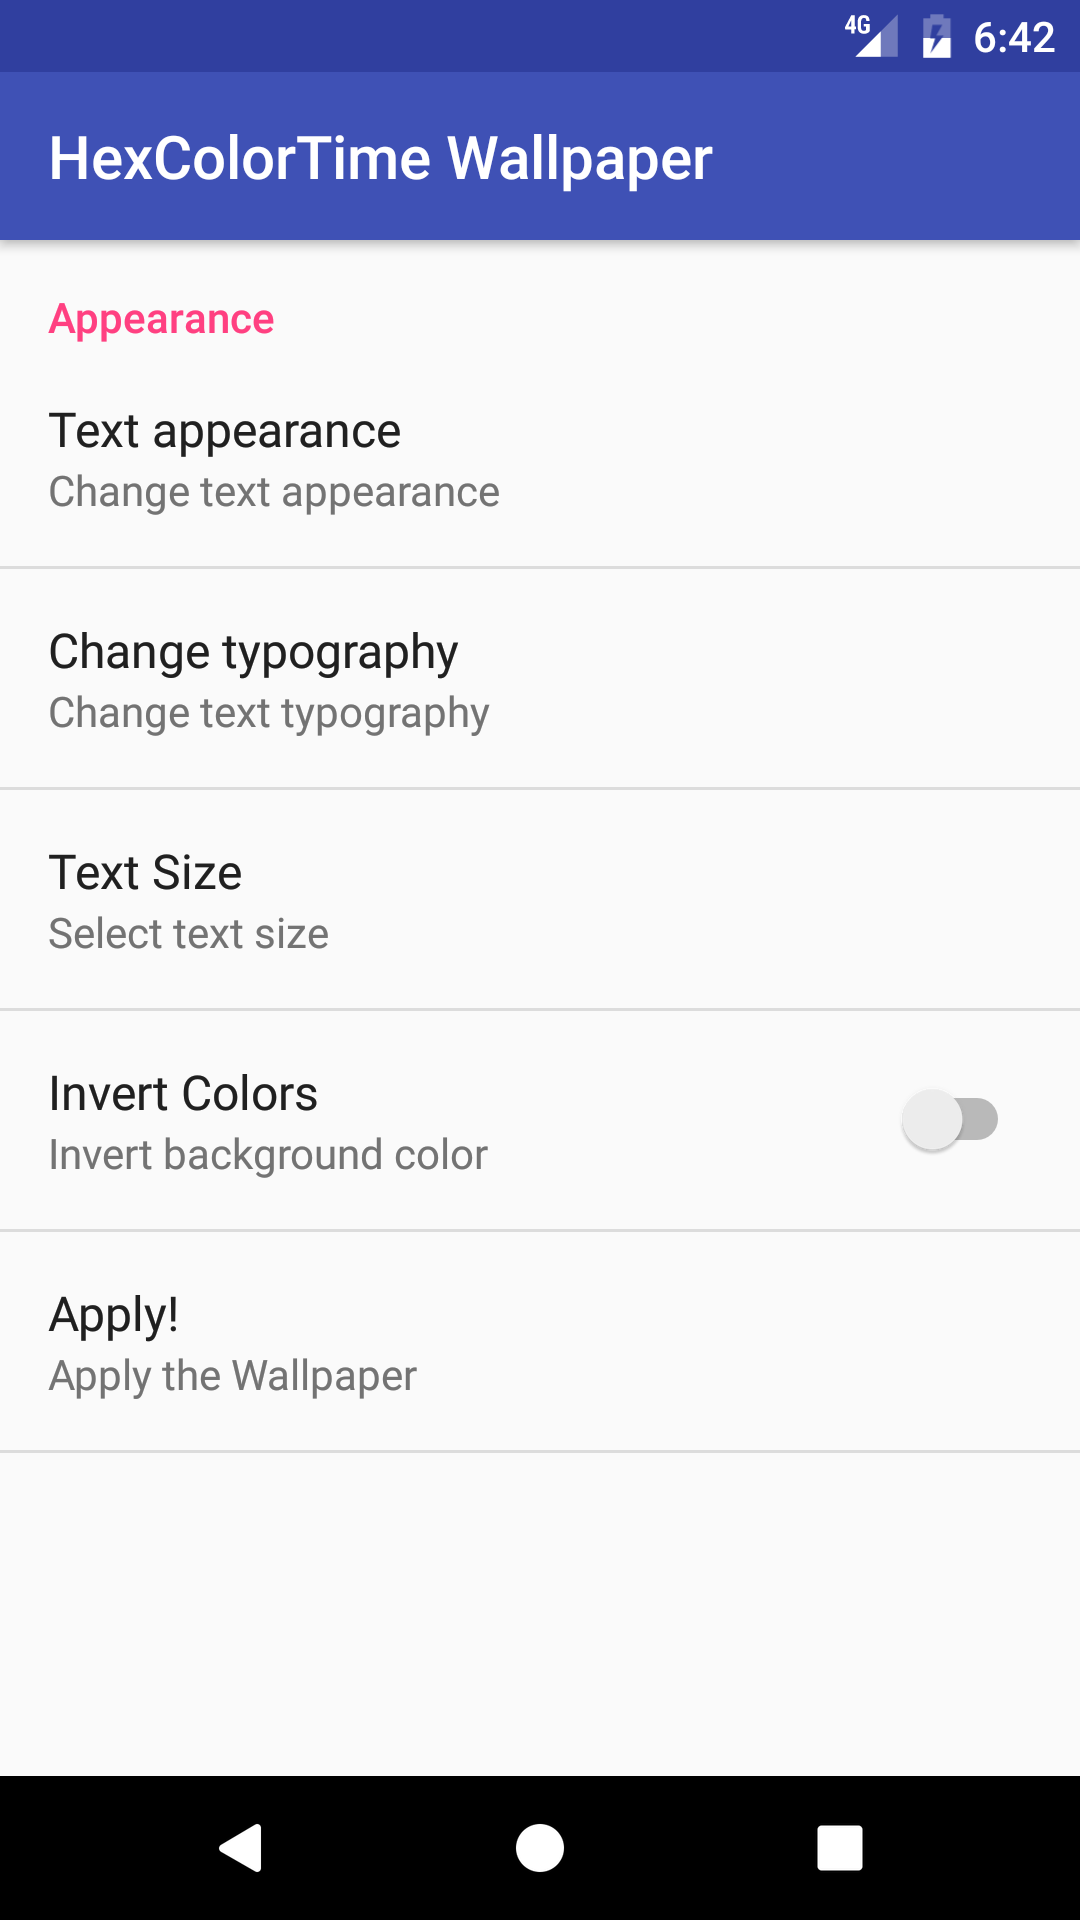 4G 6:42
HexColorTime Wallpaper
Appearance
Text appearance
Change text appearance
Change typography
Change text typography
Text Size
Select text size
Invert Colors
Invert background color
Apply!
Apply the Wallpaper